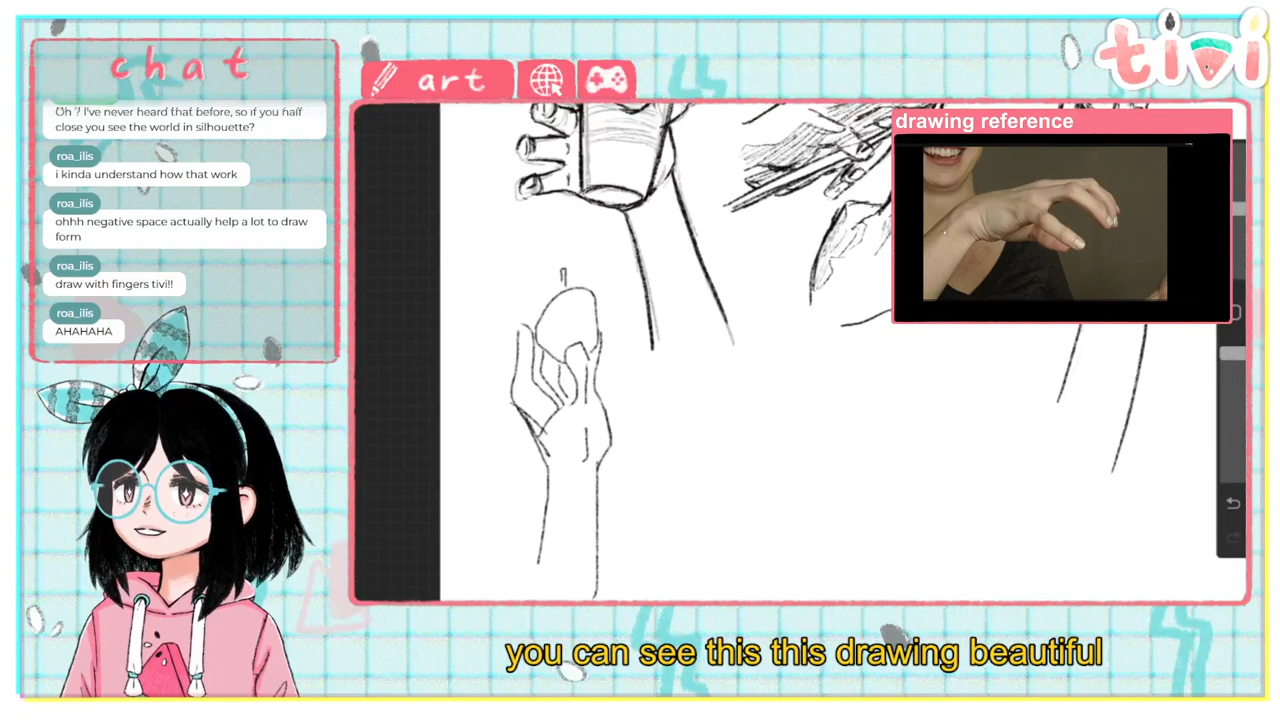 chat
Oh ? I've never heard that before, so if you half
close you see the world in silhouette?
roa_ilis
i kinda understand how that work
roa_ilis
ohhh negative space actually help a lot to draw
form
roa_ilis
draw with fingers tivi!!
roa_ilis
AHAHAHA
art
tivi
drawing reference
you can see this this drawing beautiful